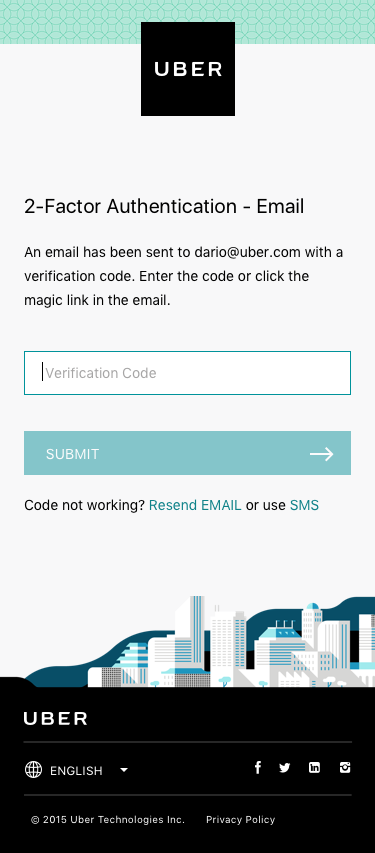 UBER
2-Factor Authentication - Email
An email has been sent to dario@uber.com with a
verification code. Enter the code or click the
magic link in the email.
Verification Code
SUBMIT
Code not working? Resend EMAIL or use SMS
UBER
ENGLISH
© 2015 Uber Technologies Inc. Privacy Policy